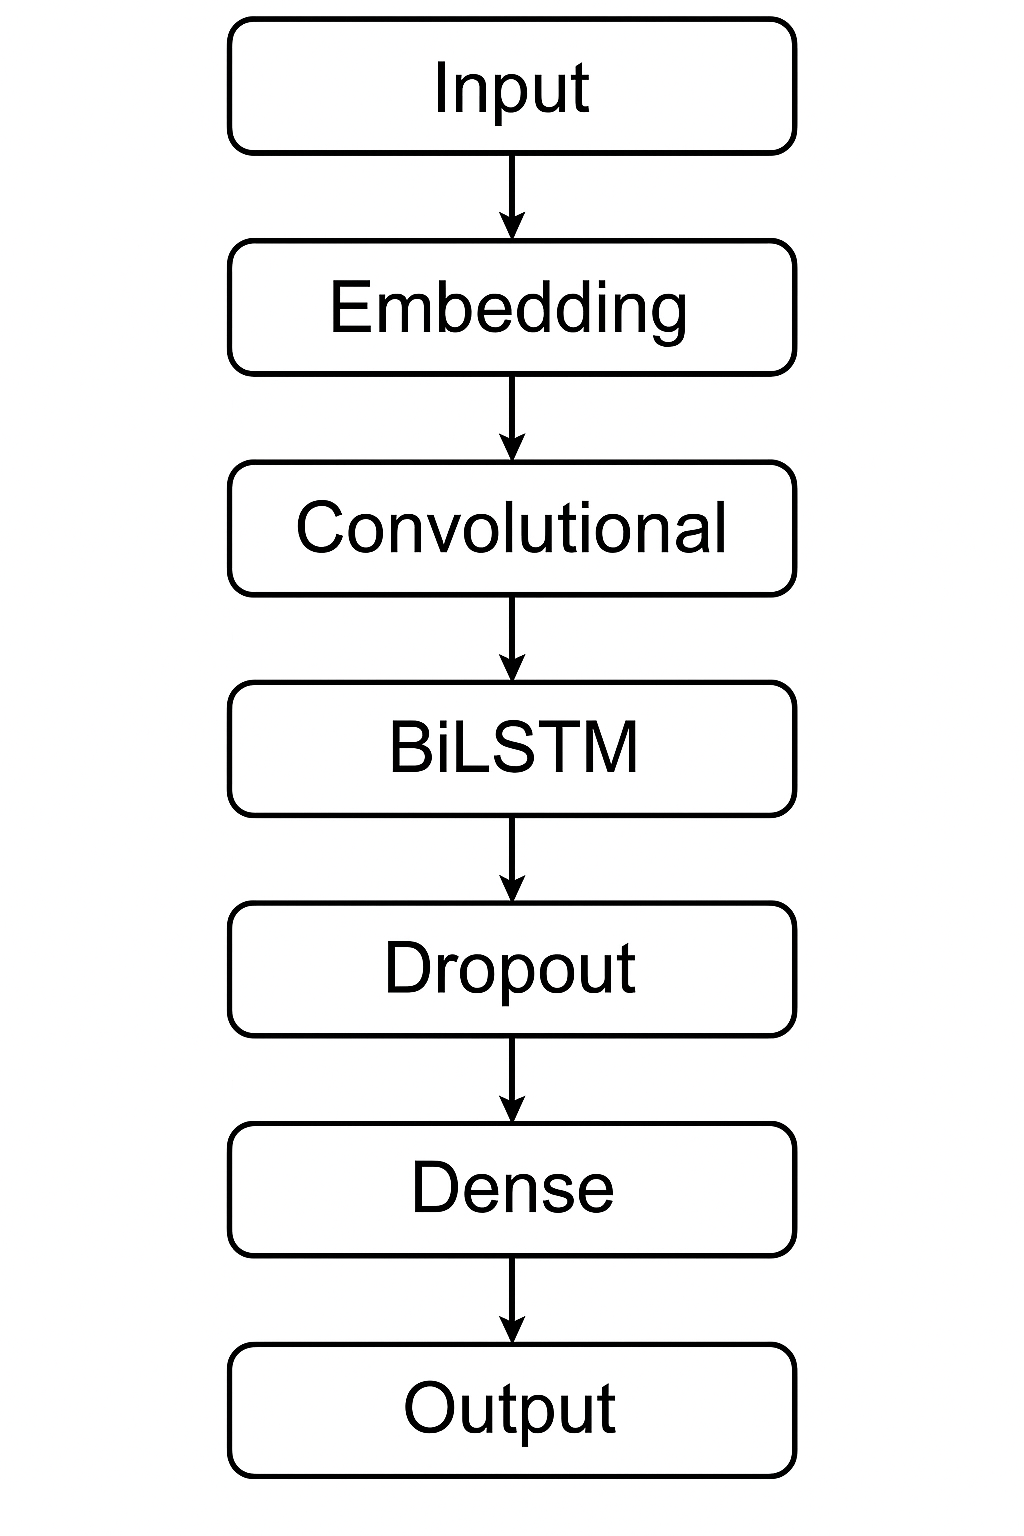 Input
Embedding
Convolutional
BiLSTM
Dropout
Dense
Output